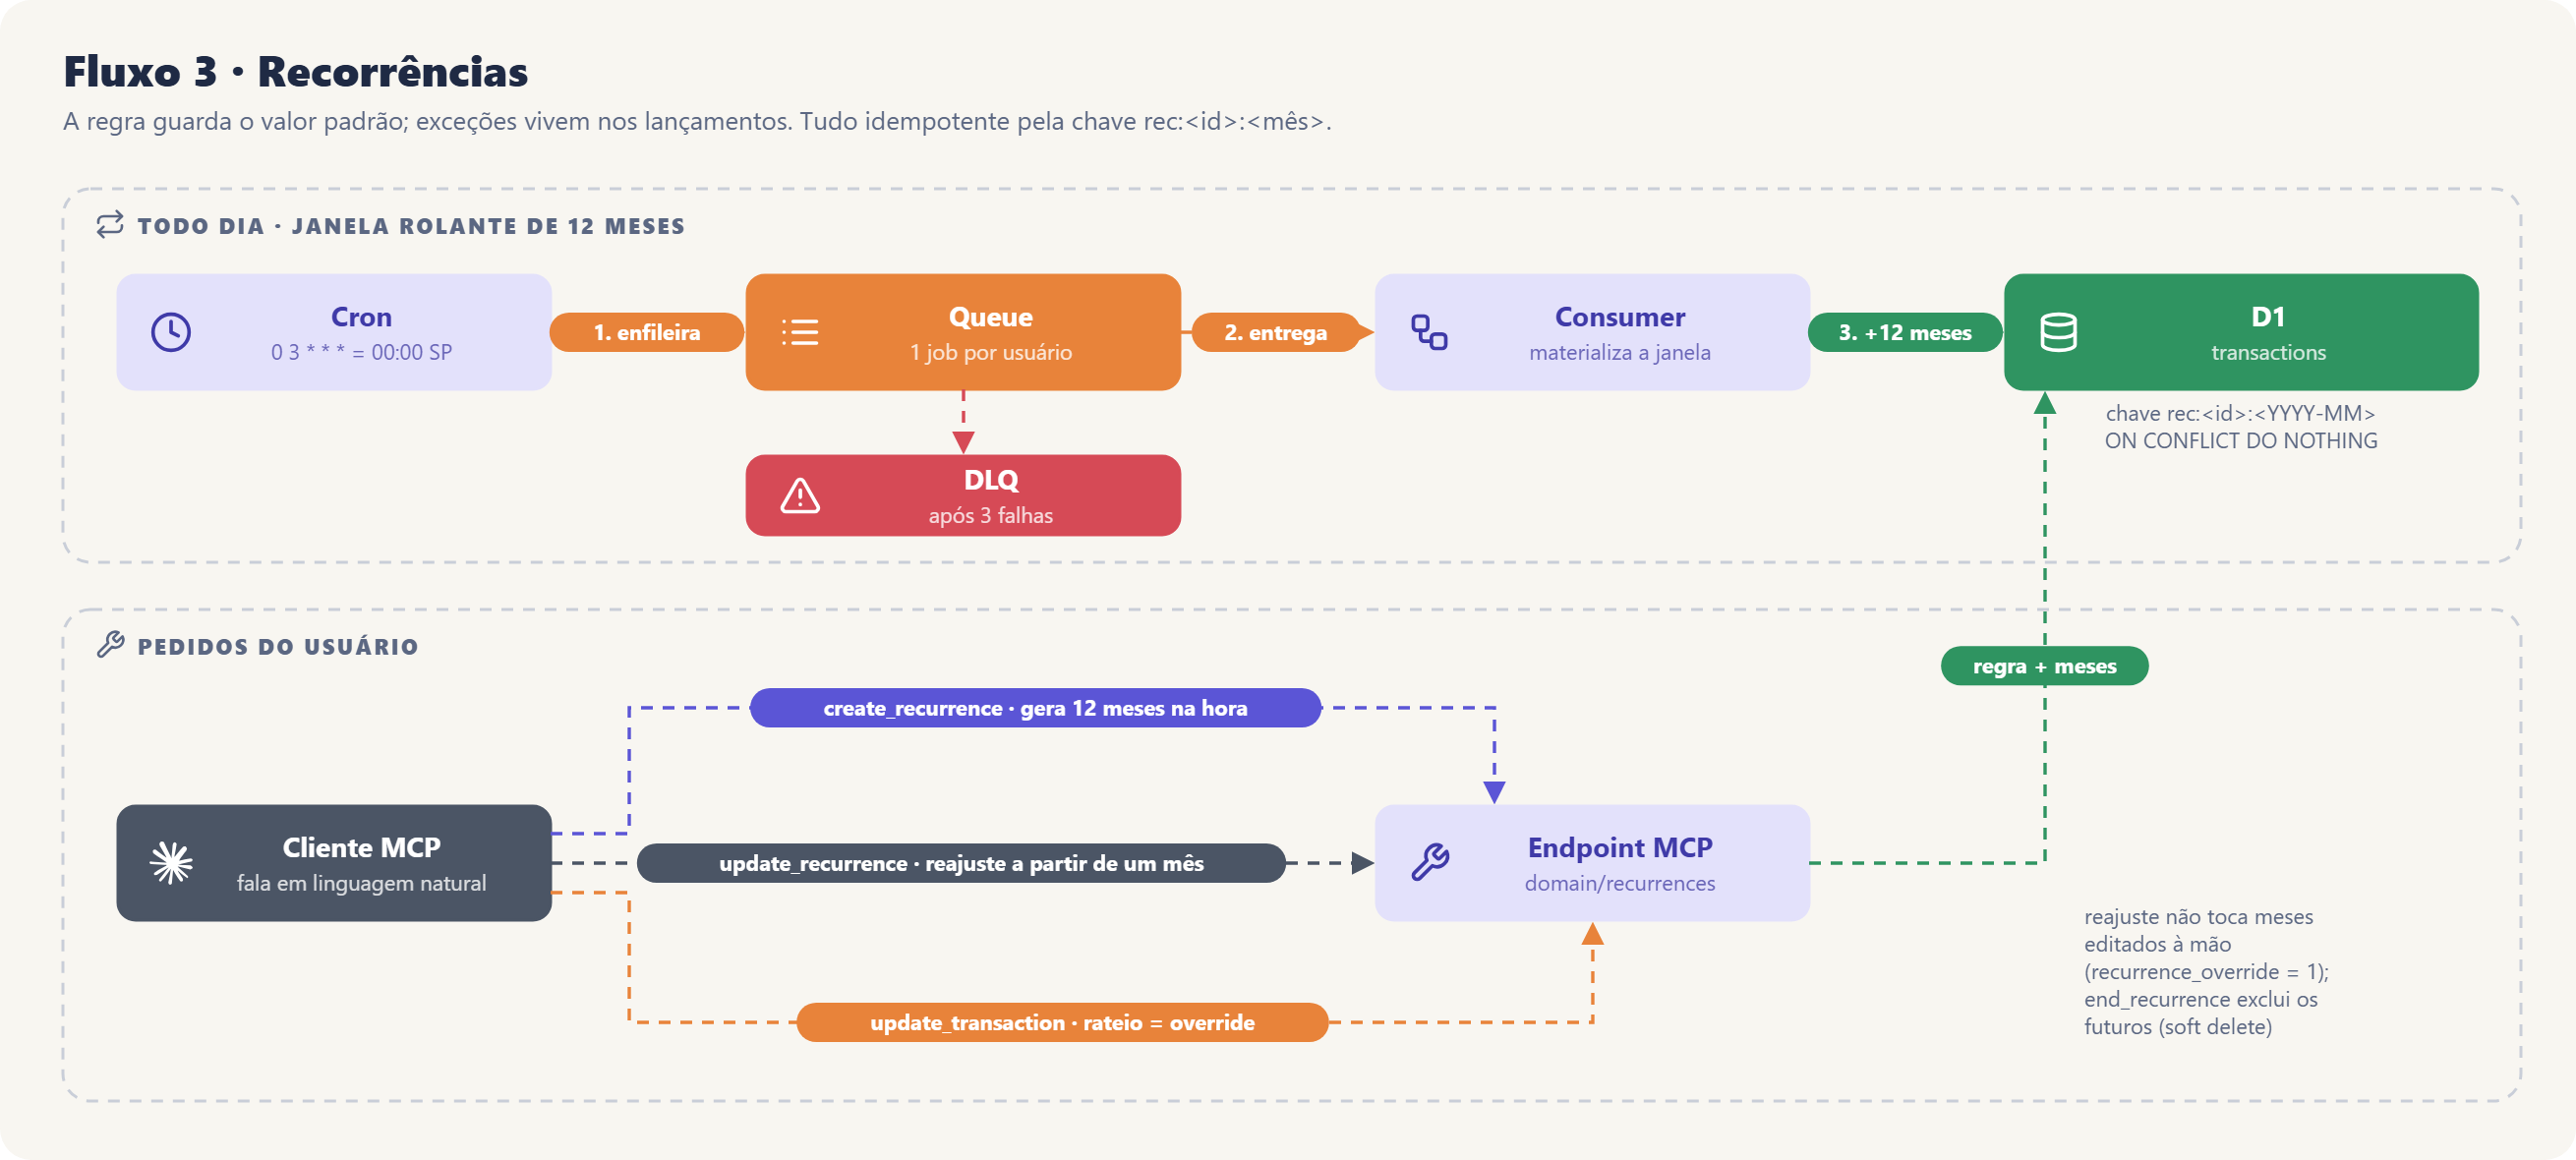 Fluxo 3 · Recorrências
A regra guarda o valor padrão; exceções vivem nos lançamentos. Tudo idempotente pela chave rec:<id>:<mês>.
TODO DIA · JANELA ROLANTE DE 12 MESES
Cron
0 3 * * * = 00:00 SP
1. enfileira
Queue
1 job por usuário
2. entrega
Consumer
materializa a janela
3. +12 meses
D1
transactions
chave rec:<id>:<YYYY-MM>
ON CONFLICT DO NOTHING
DLQ
após 3 falhas
PEDIDOS DO USUÁRIO
regra + meses
create_recurrence · gera 12 meses na hora
Cliente MCP
fala em linguagem natural
update_recurrence · reajuste a partir de um mês
Endpoint MCP
domain/recurrences
update_transaction · rateio = override
reajuste não toca meses
editados à mão
(recurrence_override = 1);
end_recurrence exclui os
futuros (soft delete)